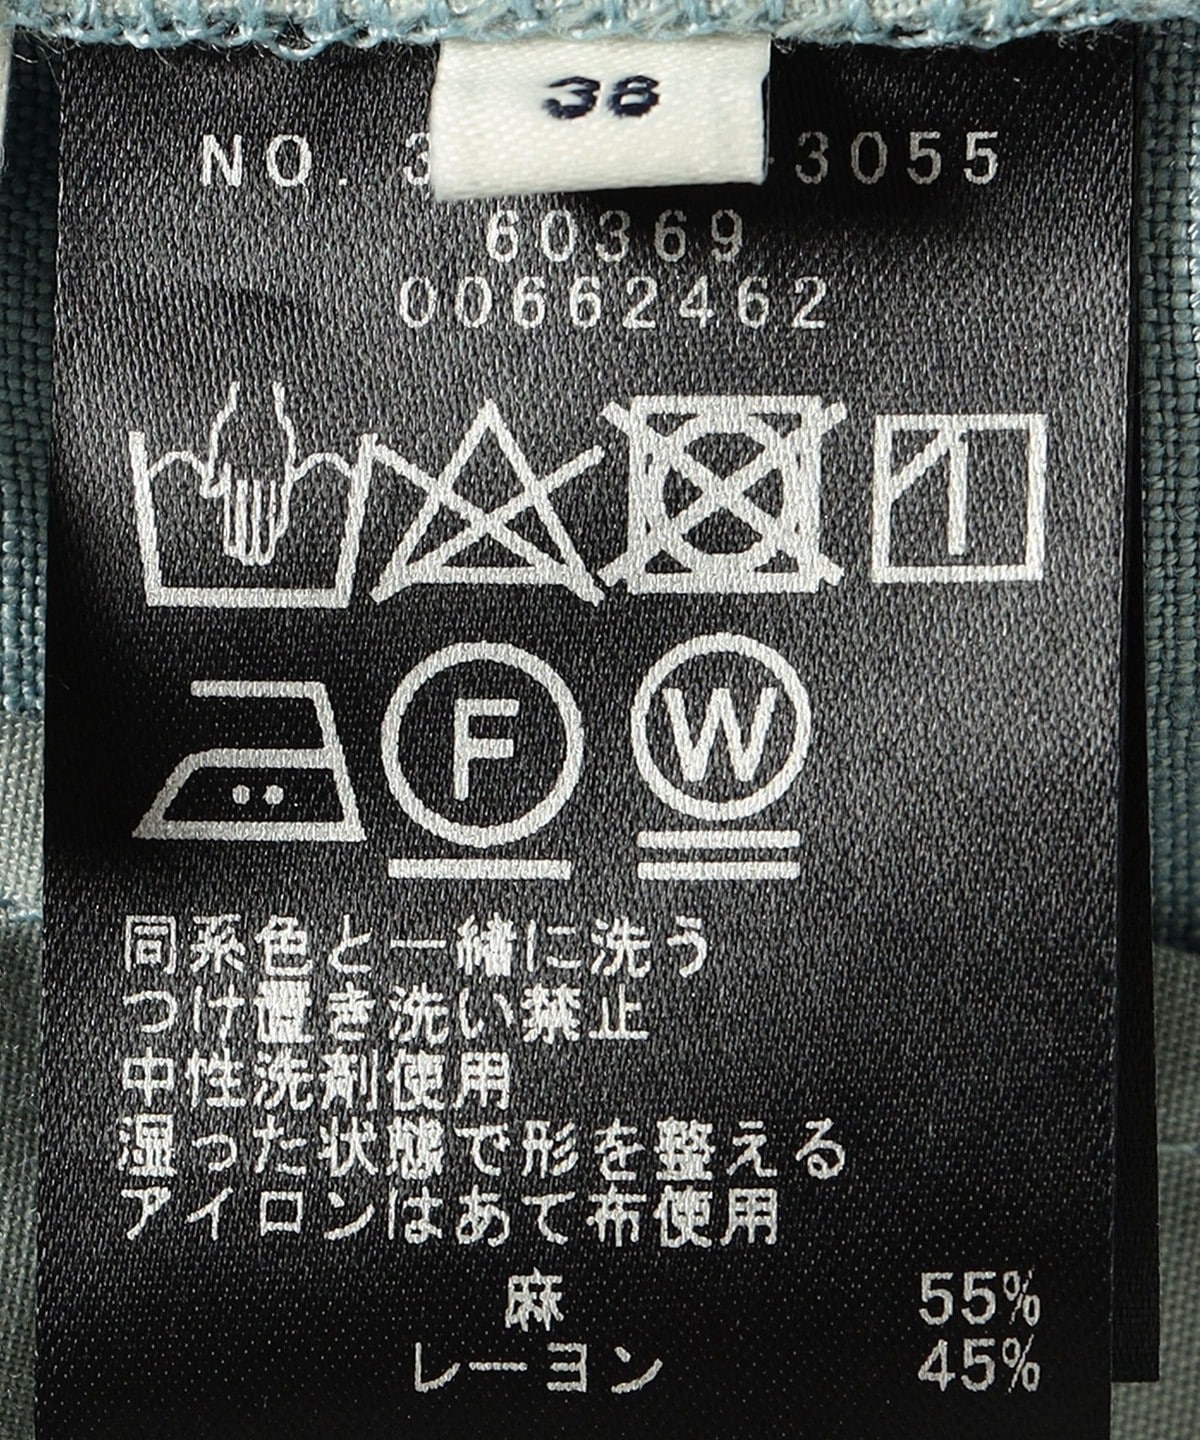 38
NO. 3 -3055
60369
00662462
F
W
同系色と一緒に洗う
つけ置き洗い禁止
中性洗剤使用
湿った状態で形を整える
アイロンはあて布使用
麻 55%
レーヨン 45%